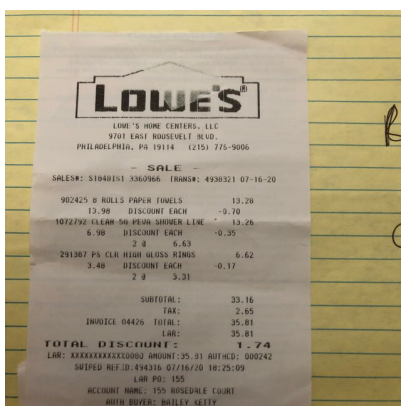 LOWE'S®
LOWE'S HOME CENTERS, LLC
9701 EAST ROOSEVELT BLVD.
PHILADELPHIA, PA 19114 (215) 776-9006
- SALE -
SALES#: 3360966 TRANS#: 4938321 07-16-20
902425 8 ROLLS PAPER TOWELS 13.28
13.98 DISCOUNT EACH -0.70
1072792 CLEAR 5G PEVA SHOWER LINE 13.26
6.98 DISCOUNT EACH -0.35
2 @ 6.63
291387 PS CLR HIGH GLOSS RINGS 6.62
3.48 DISCOUNT EACH -0.17
2 @ 3.31
SUBTOTAL: 33.16
TAX: 2.65
INVOICE 04426 TOTAL: 35.81
LAR: 35.81
TOTAL DISCOUNT: 1.74
LAR: XXXXXXXXXXXX0080 AMOUNT:35.81 AUTHCD: 000242
SWIPED REF.ID:494316 07/16/20 18:25:09
LAR PO: 155
ACCOUNT NAME: 155 ROSEDALE COURT
AUTH BUYER: BAILEY KETTY